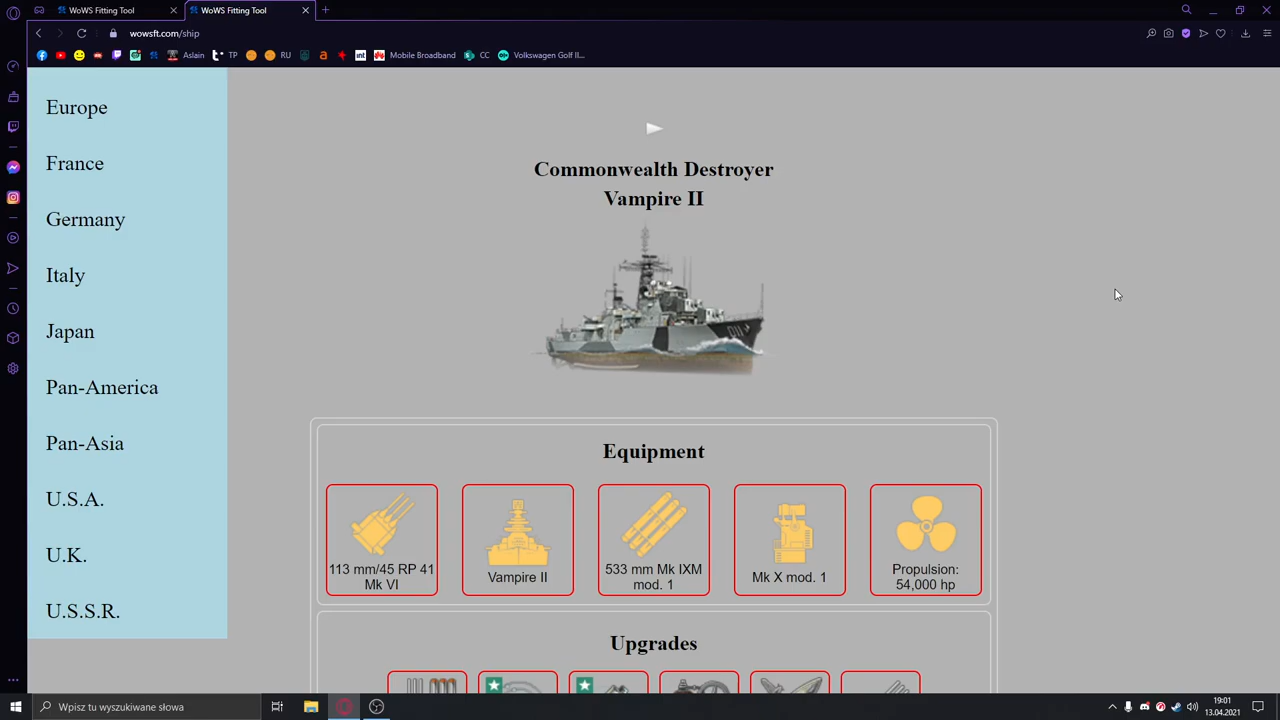 WoWS Fitting Tool
WoWS Fitting Tool
wowsft.com/ship
Aslain
TP
RU
a
int
Mobile Broadband
CC
Volkswagen Golf II...
Europe
France
Germany
Italy
Japan
Pan-America
Pan-Asia
U.S.A.
U.K.
U.S.S.R.
Commonwealth Destroyer
Vampire II
D11
Equipment
113 mm/45 RP 41
Mk VI
Vampire II
533 mm Mk IXM
mod. 1
Mk X mod. 1
Propulsion:
54,000 hp
Upgrades
Wpisz tu wyszukiwane słowa
19:01
13.04.2021